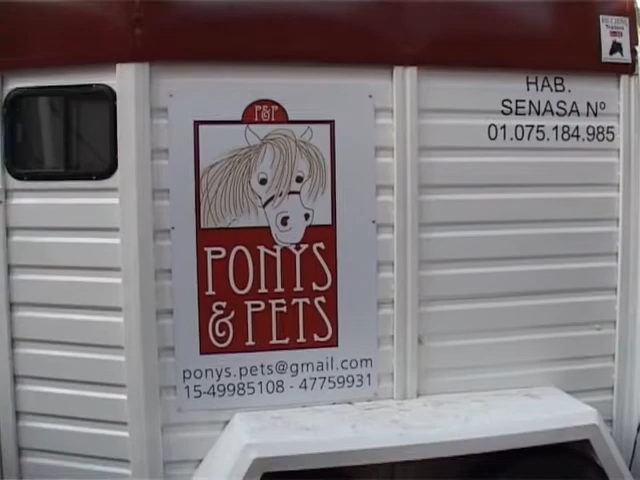 P&P
PONYS
& PETS
ponys.pets@gmail.com
15-49985108 - 47759931
HAB.
SENASA Nº
01.075.184.985